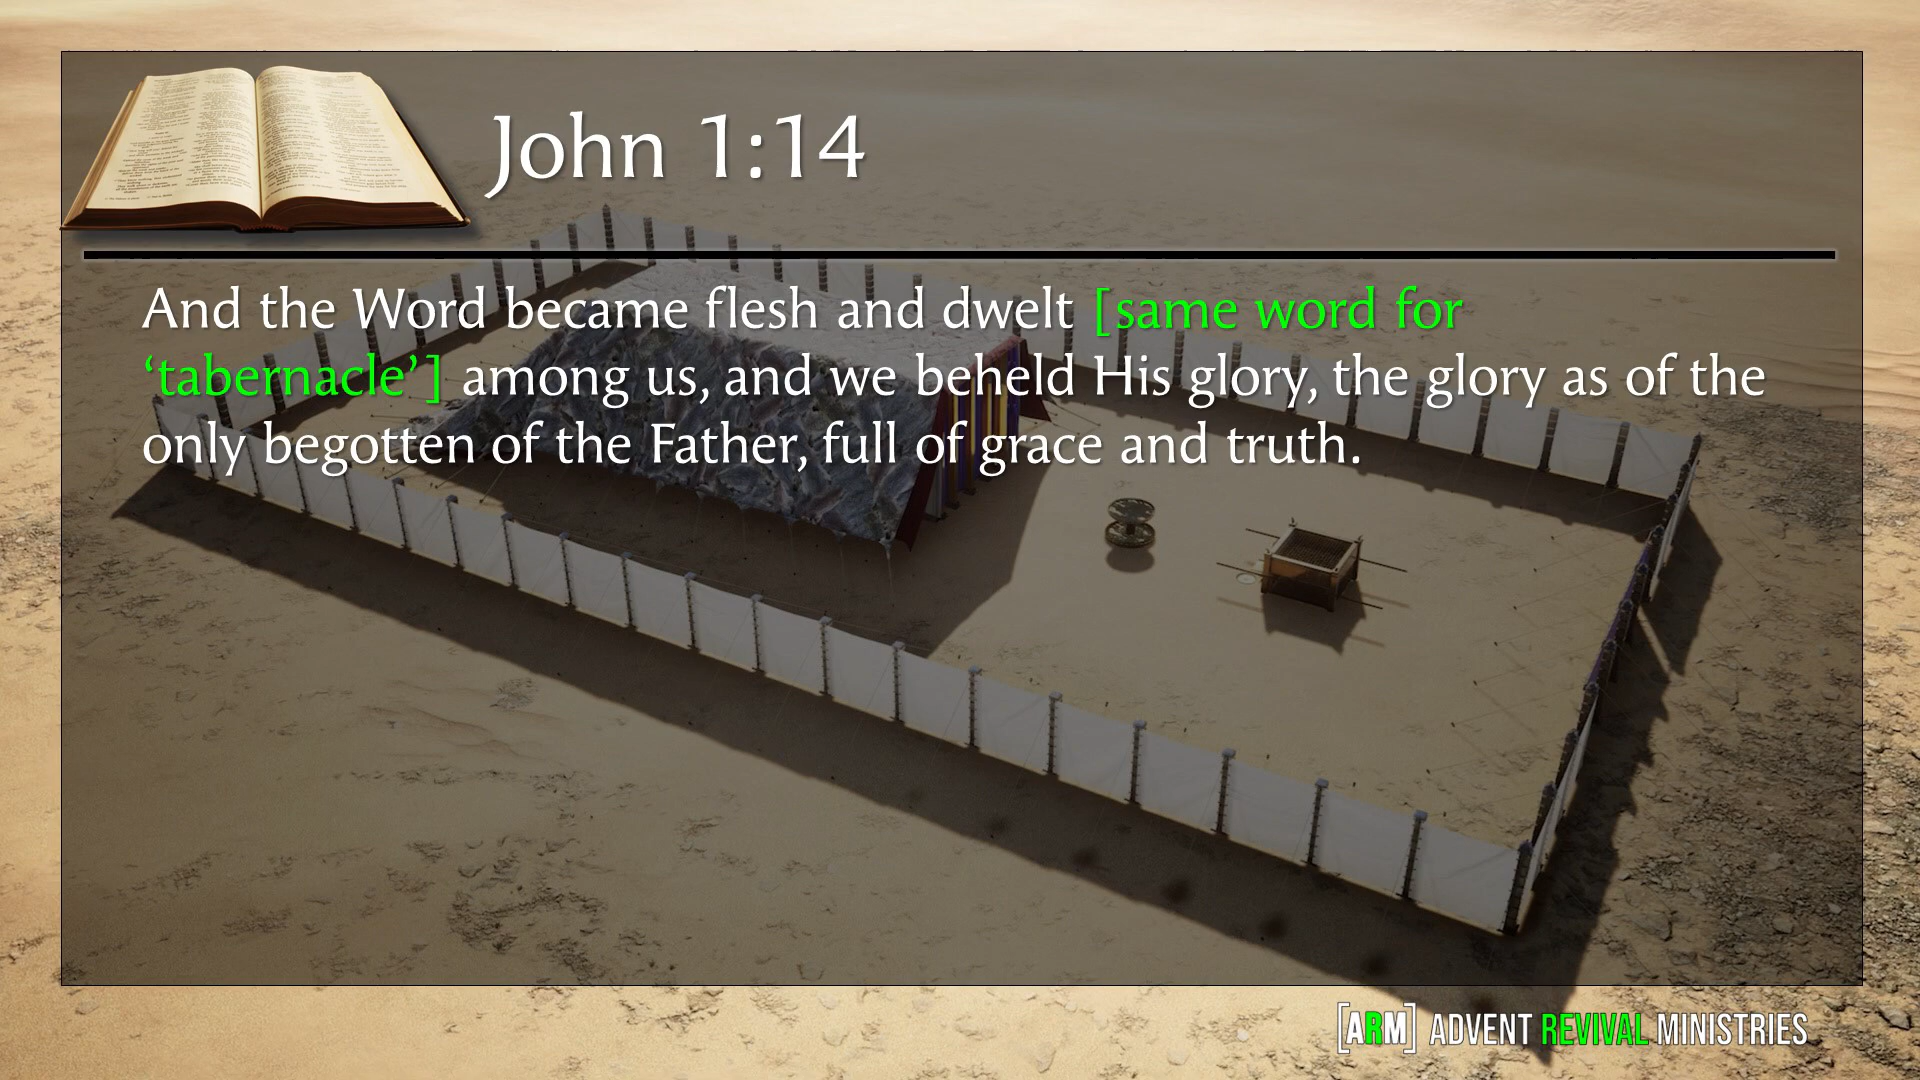 John 1:14
And the Word became flesh and dwelt [same word for
‘tabernacle’] among us, and we beheld His glory, the glory as of the
only begotten of the Father, full of grace and truth.
[ARM] ADVENT REVIVAL MINISTRIES